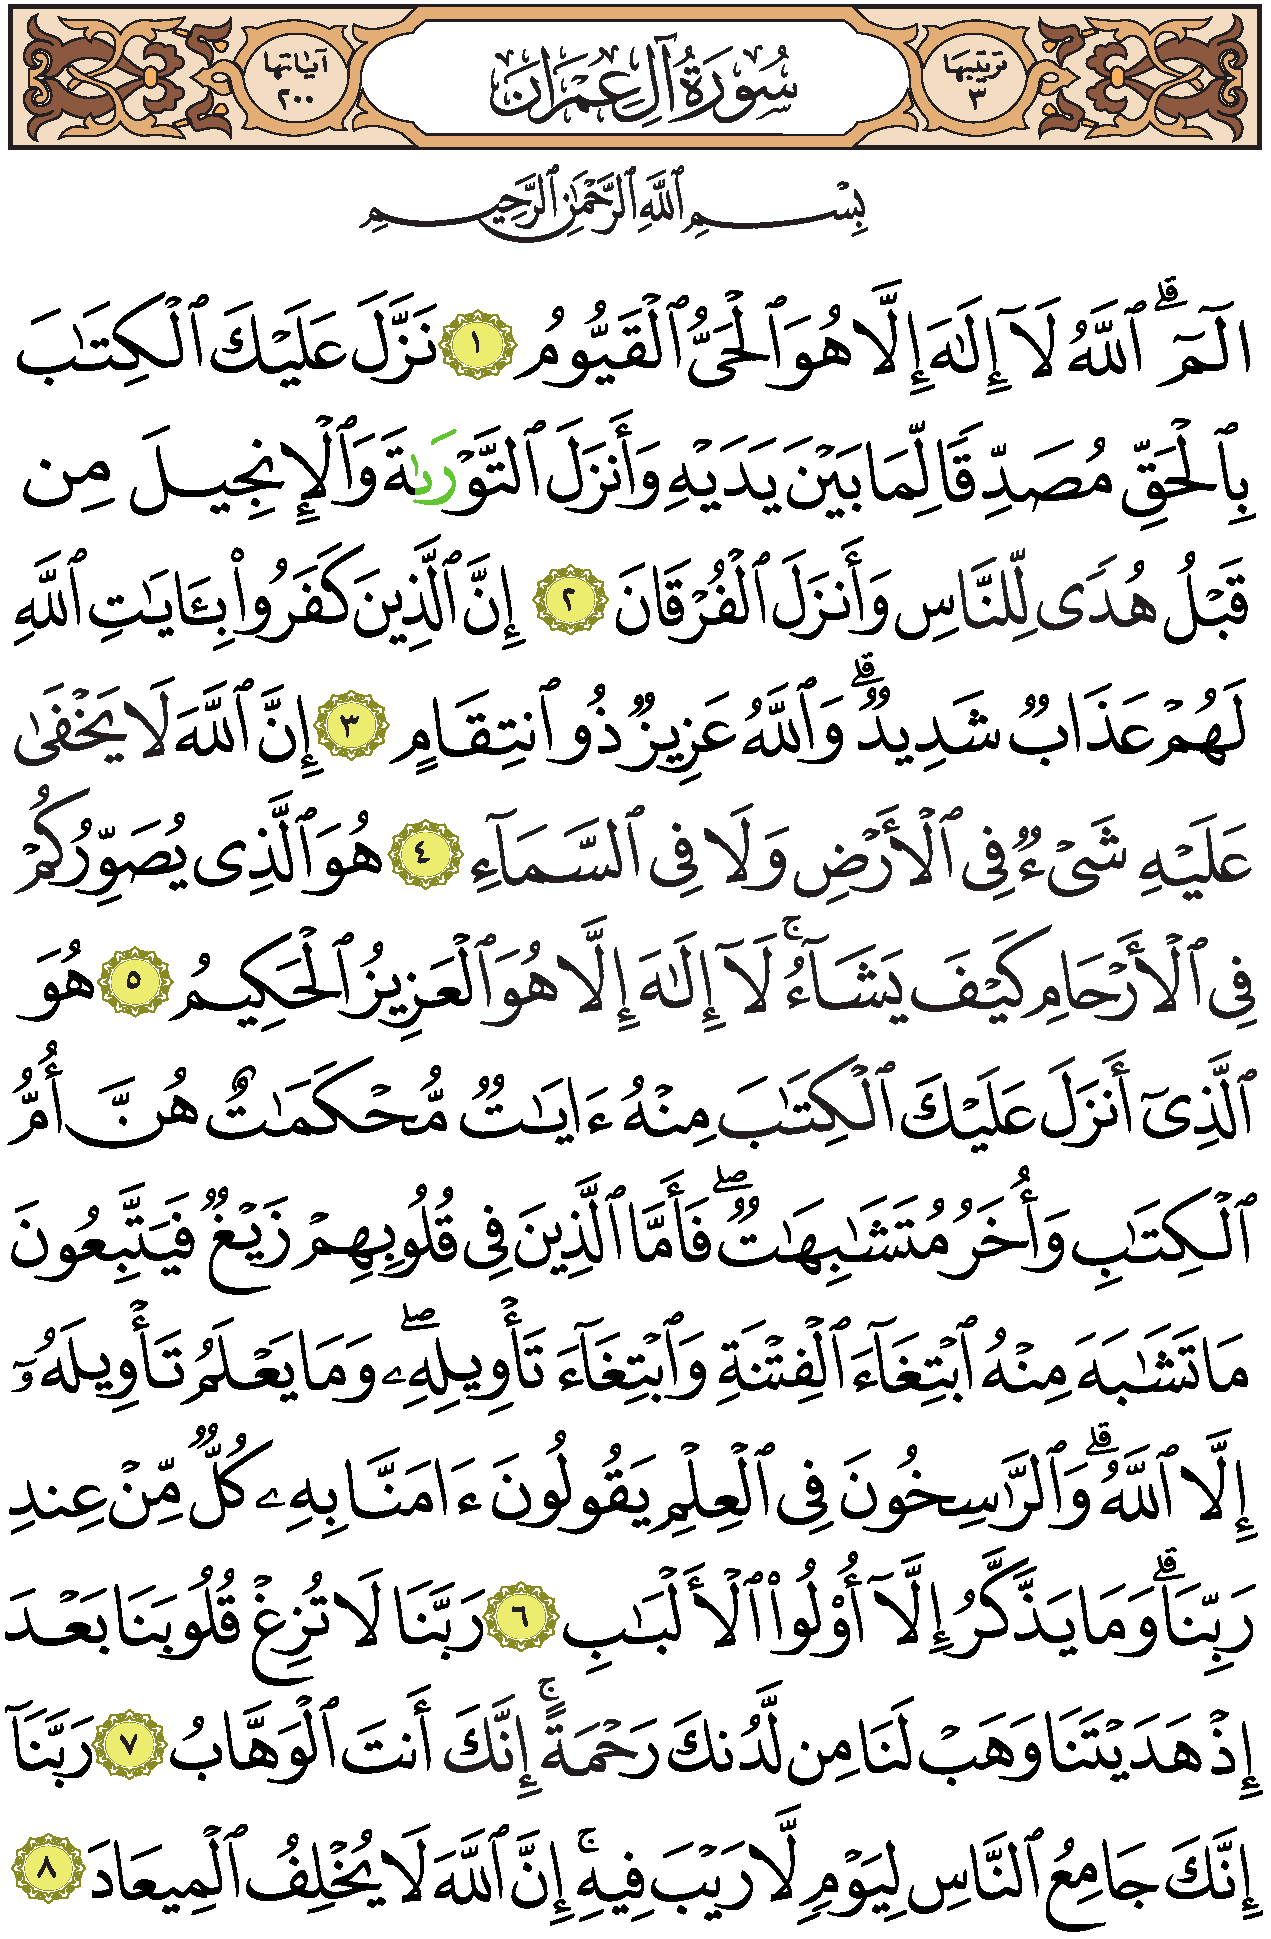 ترتيبها ٣ سُورَةُ آلِ عِمۡرَان آيَاتها ٢٠٠
بِسۡمِ ٱللَّهِ ٱلرَّحۡمَٰنِ ٱلرَّحِيمِ
الٓمٓۗ ٱللَّهُ لَآ إِلَٰهَ إِلَّا هُوَ ٱلۡحَيُّ ٱلۡقَيُّومُ ١ نَزَّلَ عَلَيۡكَ ٱلۡكِتَٰبَ
بِٱلۡحَقِّ مُصَدِّقٗا لِّمَا بَيۡنَ يَدَيۡهِ وَأَنزَلَ ٱلتَّوۡرَىٰةَ وَٱلۡإِنجِيلَ مِن
قَبۡلُ هُدٗى لِّلنَّاسِ وَأَنزَلَ ٱلۡفُرۡقَانَ ٢ إِنَّ ٱلَّذِينَ كَفَرُواْ بِـَٔايَٰتِ ٱللَّهِ
لَهُمۡ عَذَابٞ شَدِيدٞۗ وَٱللَّهُ عَزِيزٞ ذُو ٱنتِقَامٍ ٣ إِنَّ ٱللَّهَ لَا يَخۡفَىٰ
عَلَيۡهِ شَيۡءٞ فِي ٱلۡأَرۡضِ وَلَا فِي ٱلسَّمَآءِ ٤ هُوَ ٱلَّذِي يُصَوِّرُكُمۡ
فِي ٱلۡأَرۡحَامِ كَيۡفَ يَشَآءُۚ لَآ إِلَٰهَ إِلَّا هُوَ ٱلۡعَزِيزُ ٱلۡحَكِيمُ ٥ هُوَ
ٱلَّذِيٓ أَنزَلَ عَلَيۡكَ ٱلۡكِتَٰبَ مِنۡهُ ءَايَٰتٞ مُّحۡكَمَٰتٌ هُنَّ أُمُّ
ٱلۡكِتَٰبِ وَأُخَرُ مُتَشَٰبِهَٰتٞۖ فَأَمَّا ٱلَّذِينَ فِي قُلُوبِهِمۡ زَيۡغٞ فَيَتَّبِعُونَ
مَا تَشَٰبَهَ مِنۡهُ ٱبۡتِغَآءَ ٱلۡفِتۡنَةِ وَٱبۡتِغَآءَ تَأۡوِيلِهِۦۖ وَمَا يَعۡلَمُ تَأۡوِيلَهُۥٓ
إِلَّا ٱللَّهُۗ وَٱلرَّٰسِخُونَ فِي ٱلۡعِلۡمِ يَقُولُونَ ءَامَنَّا بِهِۦ كُلّٞ مِّنۡ عِندِ
رَبِّنَاۗ وَمَا يَذَّكَّرُ إِلَّآ أُوْلُواْ ٱلۡأَلۡبَٰبِ ٦ رَبَّنَا لَا تُزِغۡ قُلُوبَنَا بَعۡدَ
إِذۡ هَدَيۡتَنَا وَهَبۡ لَنَا مِن لَّدُنكَ رَحۡمَةًۚ إِنَّكَ أَنتَ ٱلۡوَهَّابُ ٧ رَبَّنَآ
إِنَّكَ جَامِعُ ٱلنَّاسِ لِيَوۡمٖ لَّا رَيۡبَ فِيهِۚ إِنَّ ٱللَّهَ لَا يُخۡلِفُ ٱلۡمِيعَادَ ٨